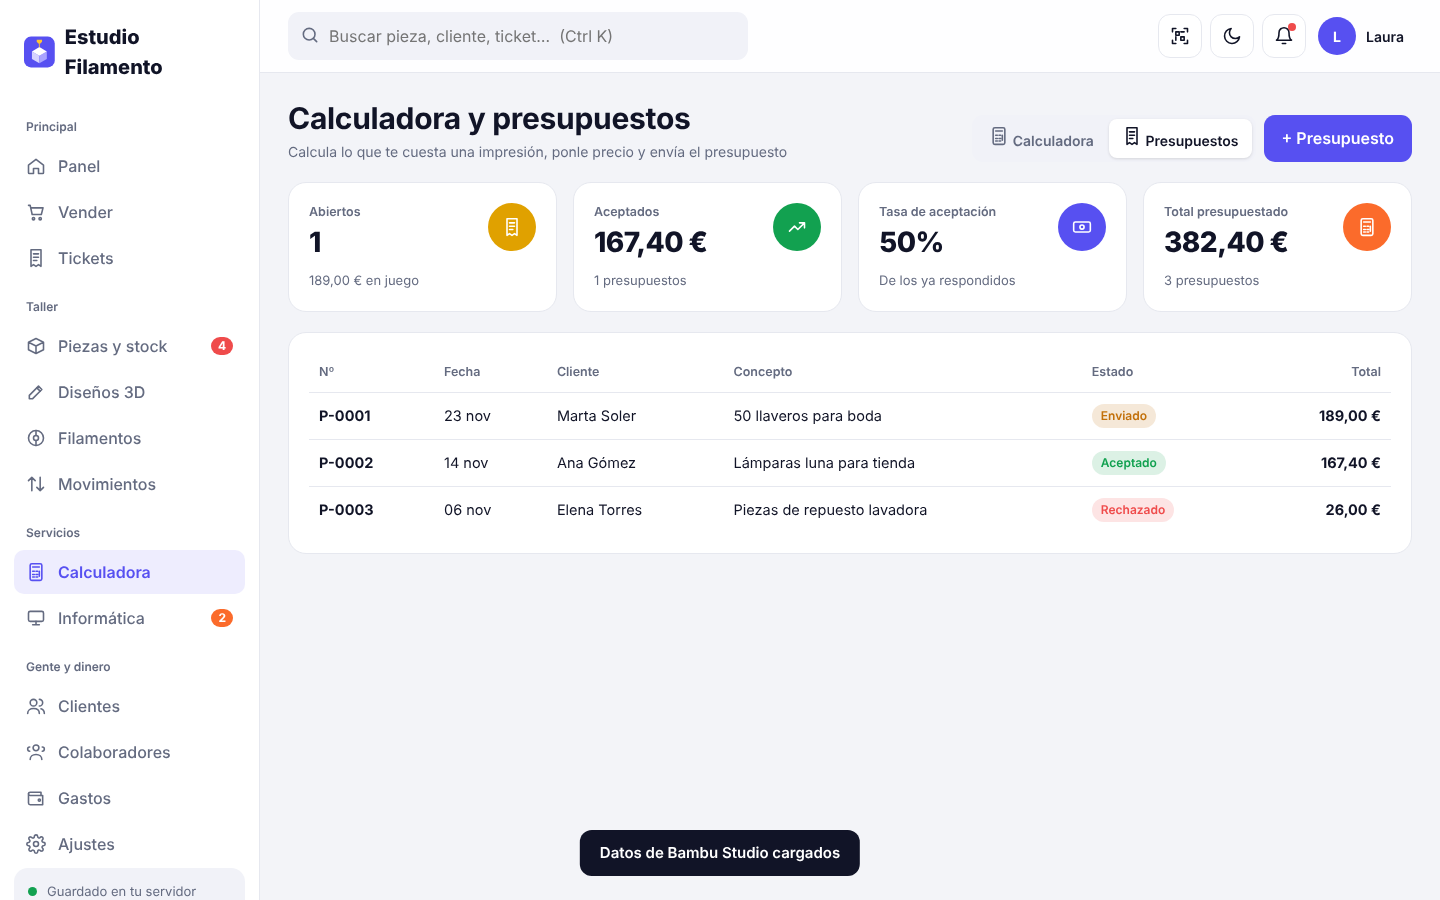 Estudio
Filamento
Principal
Panel
Vender
Tickets
Taller
Piezas y stock 4
Diseños 3D
Filamentos
Movimientos
Servicios
Calculadora
Informática 2
Gente y dinero
Clientes
Colaboradores
Gastos
Ajustes
Guardado en tu servidor
Buscar pieza, cliente, ticket... (Ctrl K)
L Laura
Calculadora y presupuestos
Calcula lo que te cuesta una impresión, ponle precio y envía el presupuesto
Calculadora Presupuestos + Presupuesto
Abiertos
1
189,00 € en juego
Aceptados
167,40 €
1 presupuestos
Tasa de aceptación
50%
De los ya respondidos
Total presupuestado
382,40 €
3 presupuestos
Nº Fecha Cliente Concepto Estado Total
P-0001 23 nov Marta Soler 50 llaveros para boda Enviado 189,00 €
P-0002 14 nov Ana Gómez Lámparas luna para tienda Aceptado 167,40 €
P-0003 06 nov Elena Torres Piezas de repuesto lavadora Rechazado 26,00 €
Datos de Bambu Studio cargados